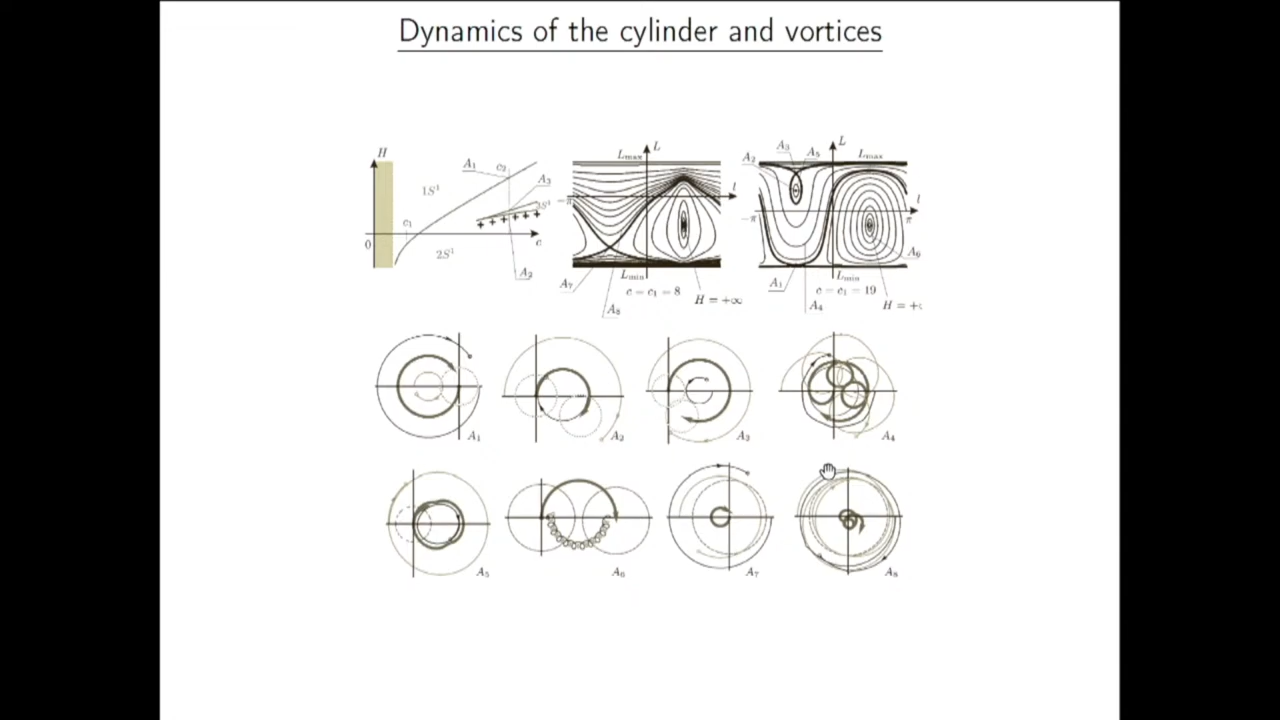 Dynamics of the cylinder and vortices
H
A₁
c₂
A₃
1S¹
3S¹
c₁
0
2S¹
c
A₂
Lmax
L
l
−π
Lmin
A₇
c = c₁ = 8
H = +∞
A₈
A₂
A₃
A₅
L
Lmax
l
−π
π
A₆
A₁
Lmin
c = c₁ = 19
A₄
A₁
A₂
A₃
A₄
A₅
A₆
A₇
A₈